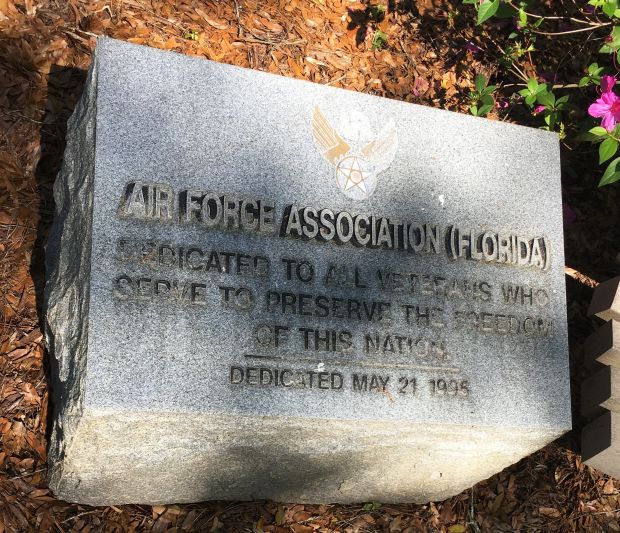 AIR FORCE ASSOCIATION (FLORIDA)
DEDICATED TO ALL VETERANS WHO
SERVE TO PRESERVE THE FREEDOM
OF THIS NATION.
DEDICATED MAY 21 1995